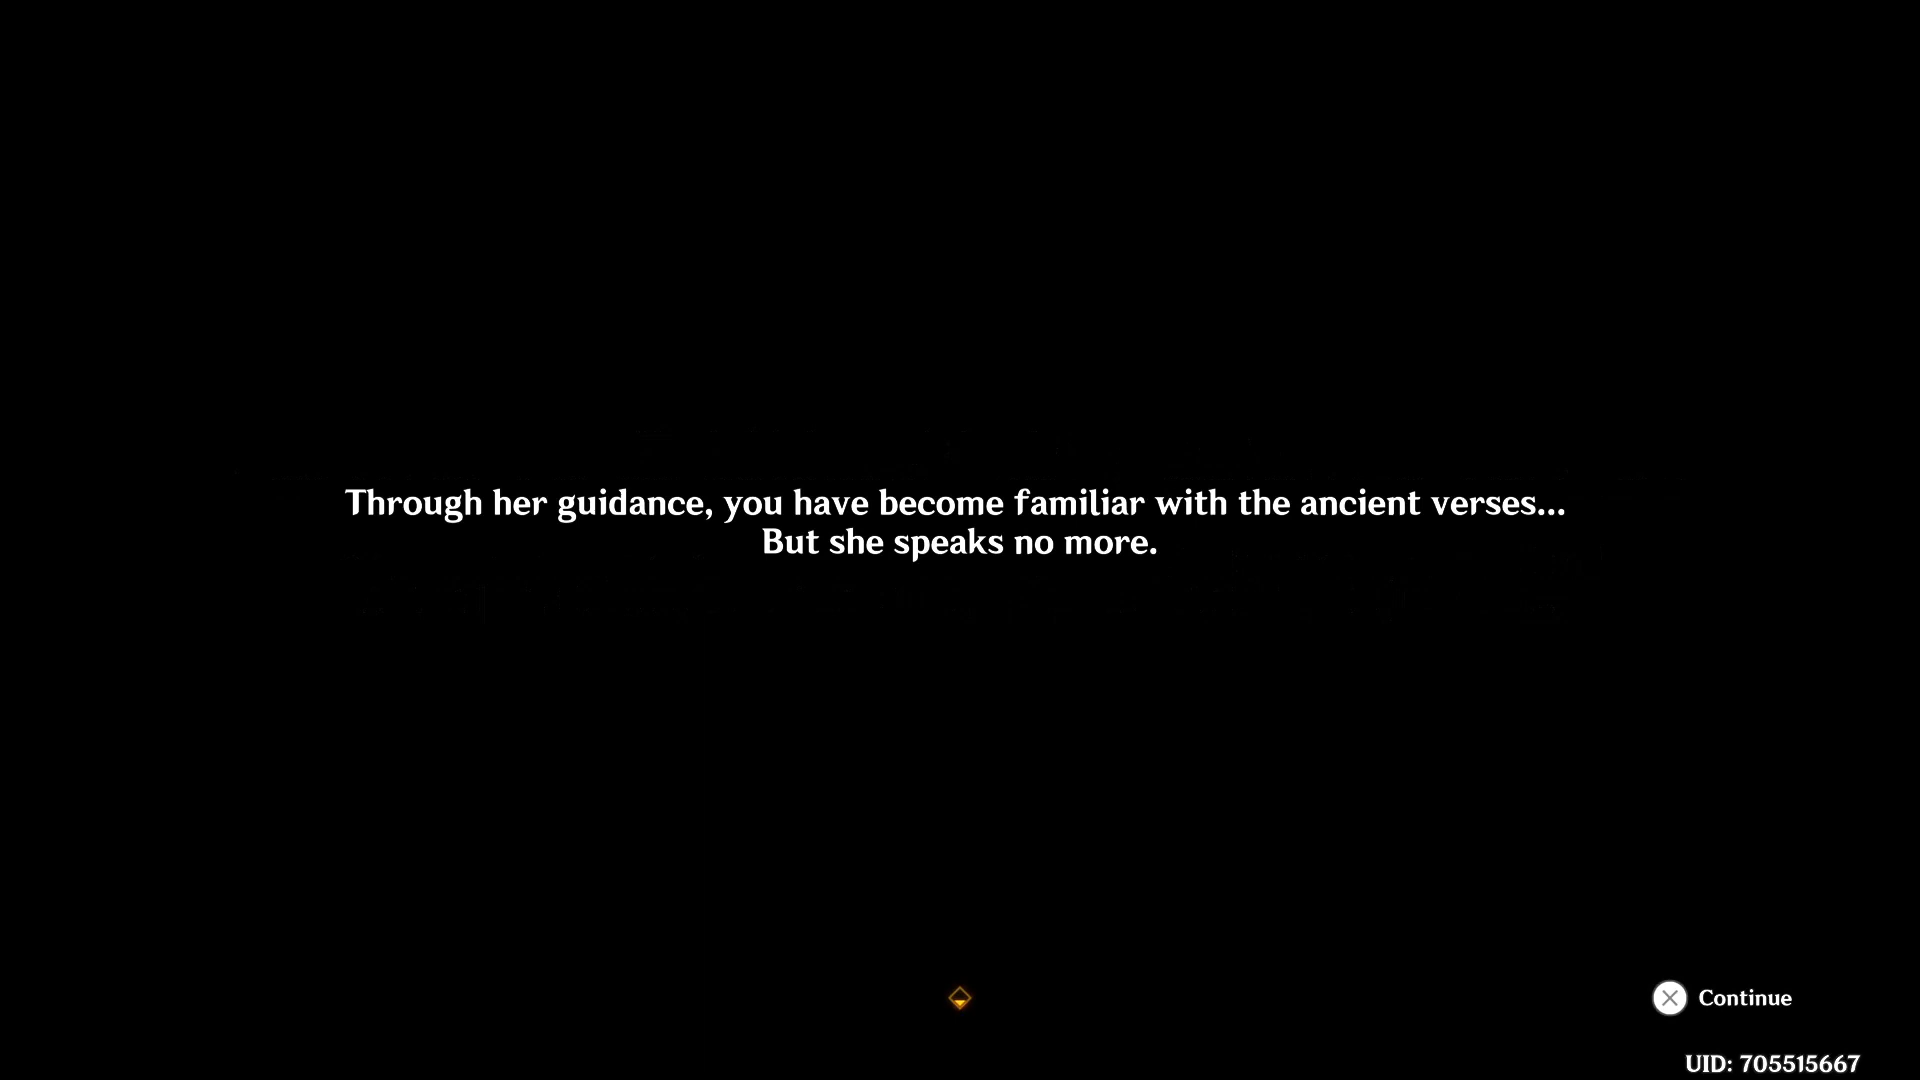 Through her guidance, you have become familiar with the ancient verses...
But she speaks no more.
Continue
UID: 705515667